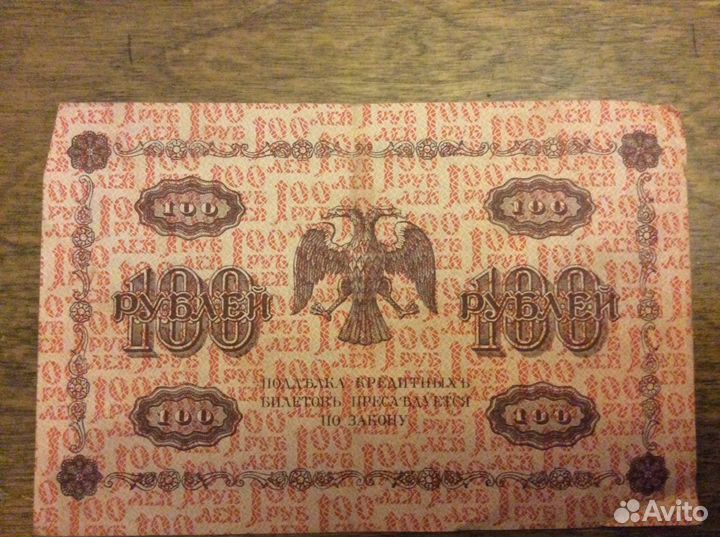 100 100
100 РУБЛЕЙ 100 РУБЛЕЙ
ПОДДѢЛКА КРЕДИТНЫХЪ
БИЛЕТОВЪ ПРЕСЛѢДУЕТСЯ
ПО ЗАКОНУ
100 100
Avito